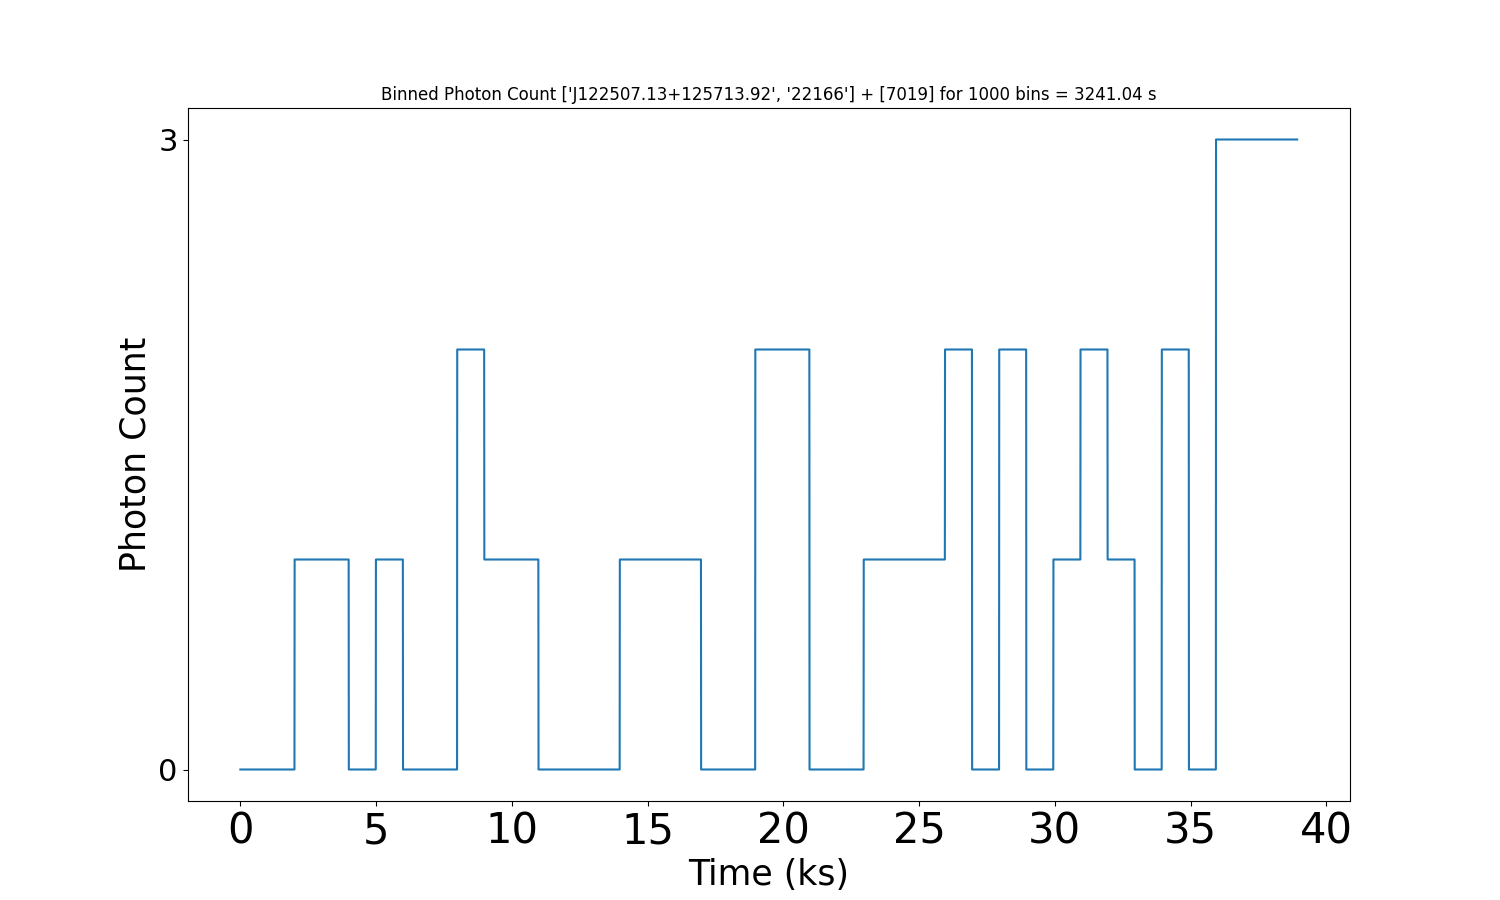 Binned Photon Count ['J122507.13+125713.92', '22166'] + [7019] for 1000 bins = 3241.04 s
3
Photon Count
0
0 5 10 15 20 25 30 35 40
Time (ks)